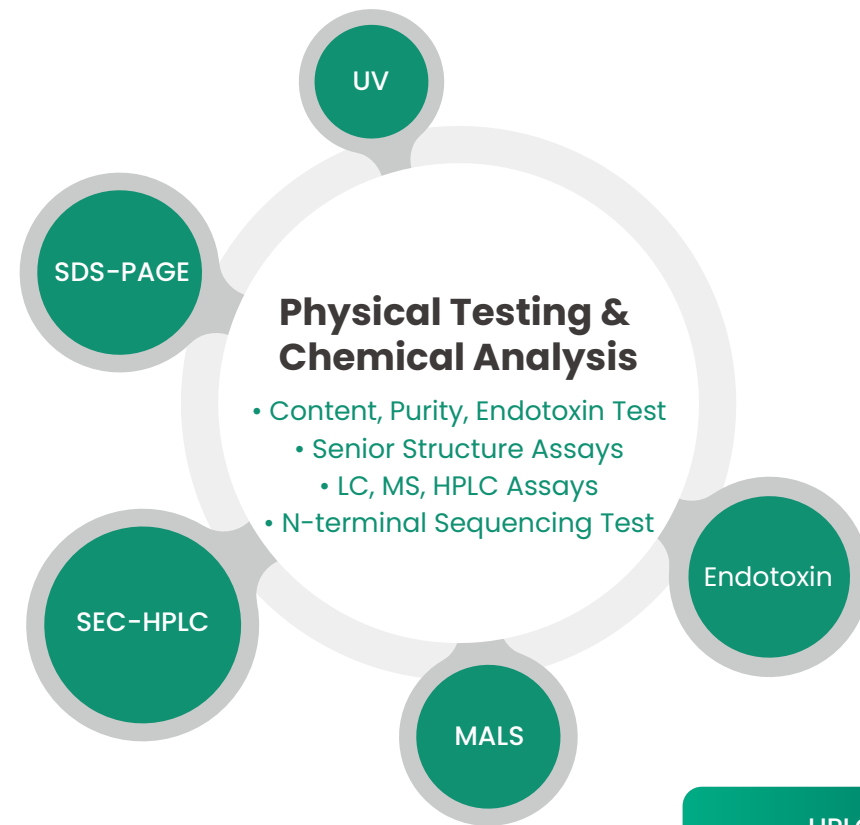 UV
SDS-PAGE
Physical Testing &
Chemical Analysis
• Content, Purity, Endotoxin Test
• Senior Structure Assays
• LC, MS, HPLC Assays
• N-terminal Sequencing Test
Endotoxin
SEC-HPLC
MALS